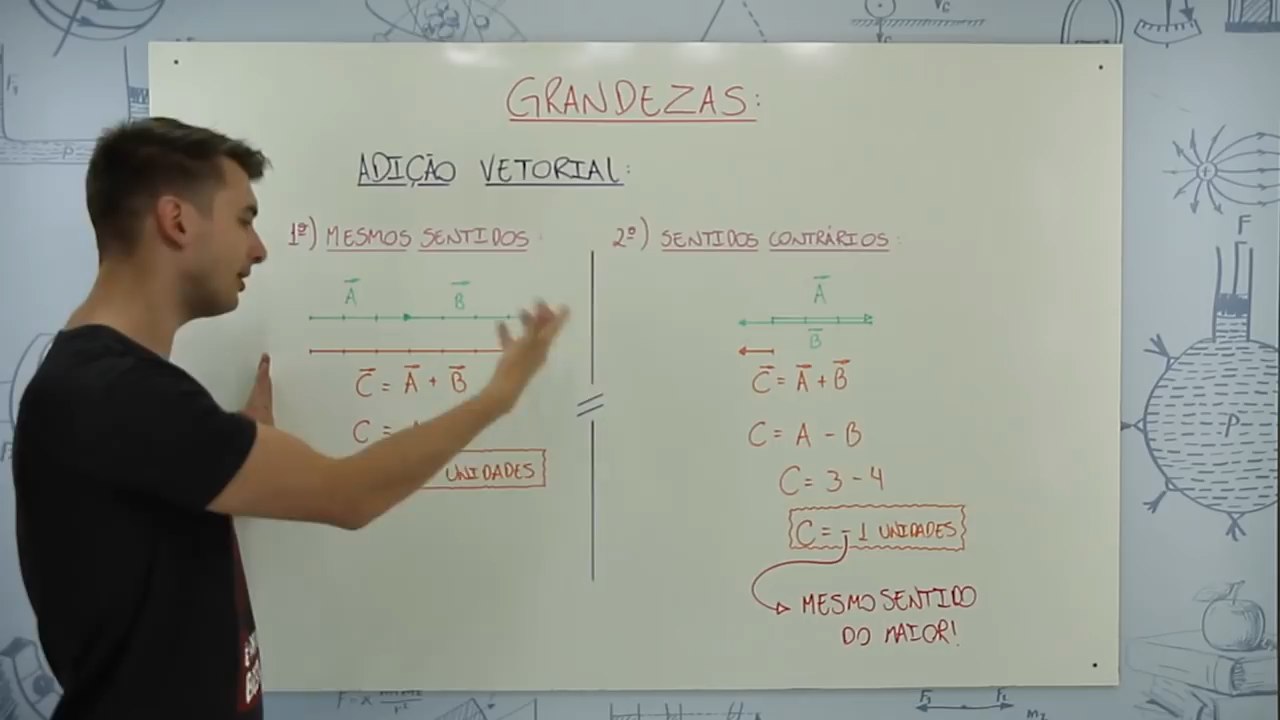 GRANDEZAS:
ADIÇÃO VETORIAL:
1º) MESMOS SENTIDOS:
A B
C = A + B
C =
UNIDADES
2º) SENTIDOS CONTRÁRIOS:
A
B
C = A + B
C = A - B
C = 3 - 4
C = - 1 UNIDADES
MESMO SENTIDO
DO MAIOR!
F
P